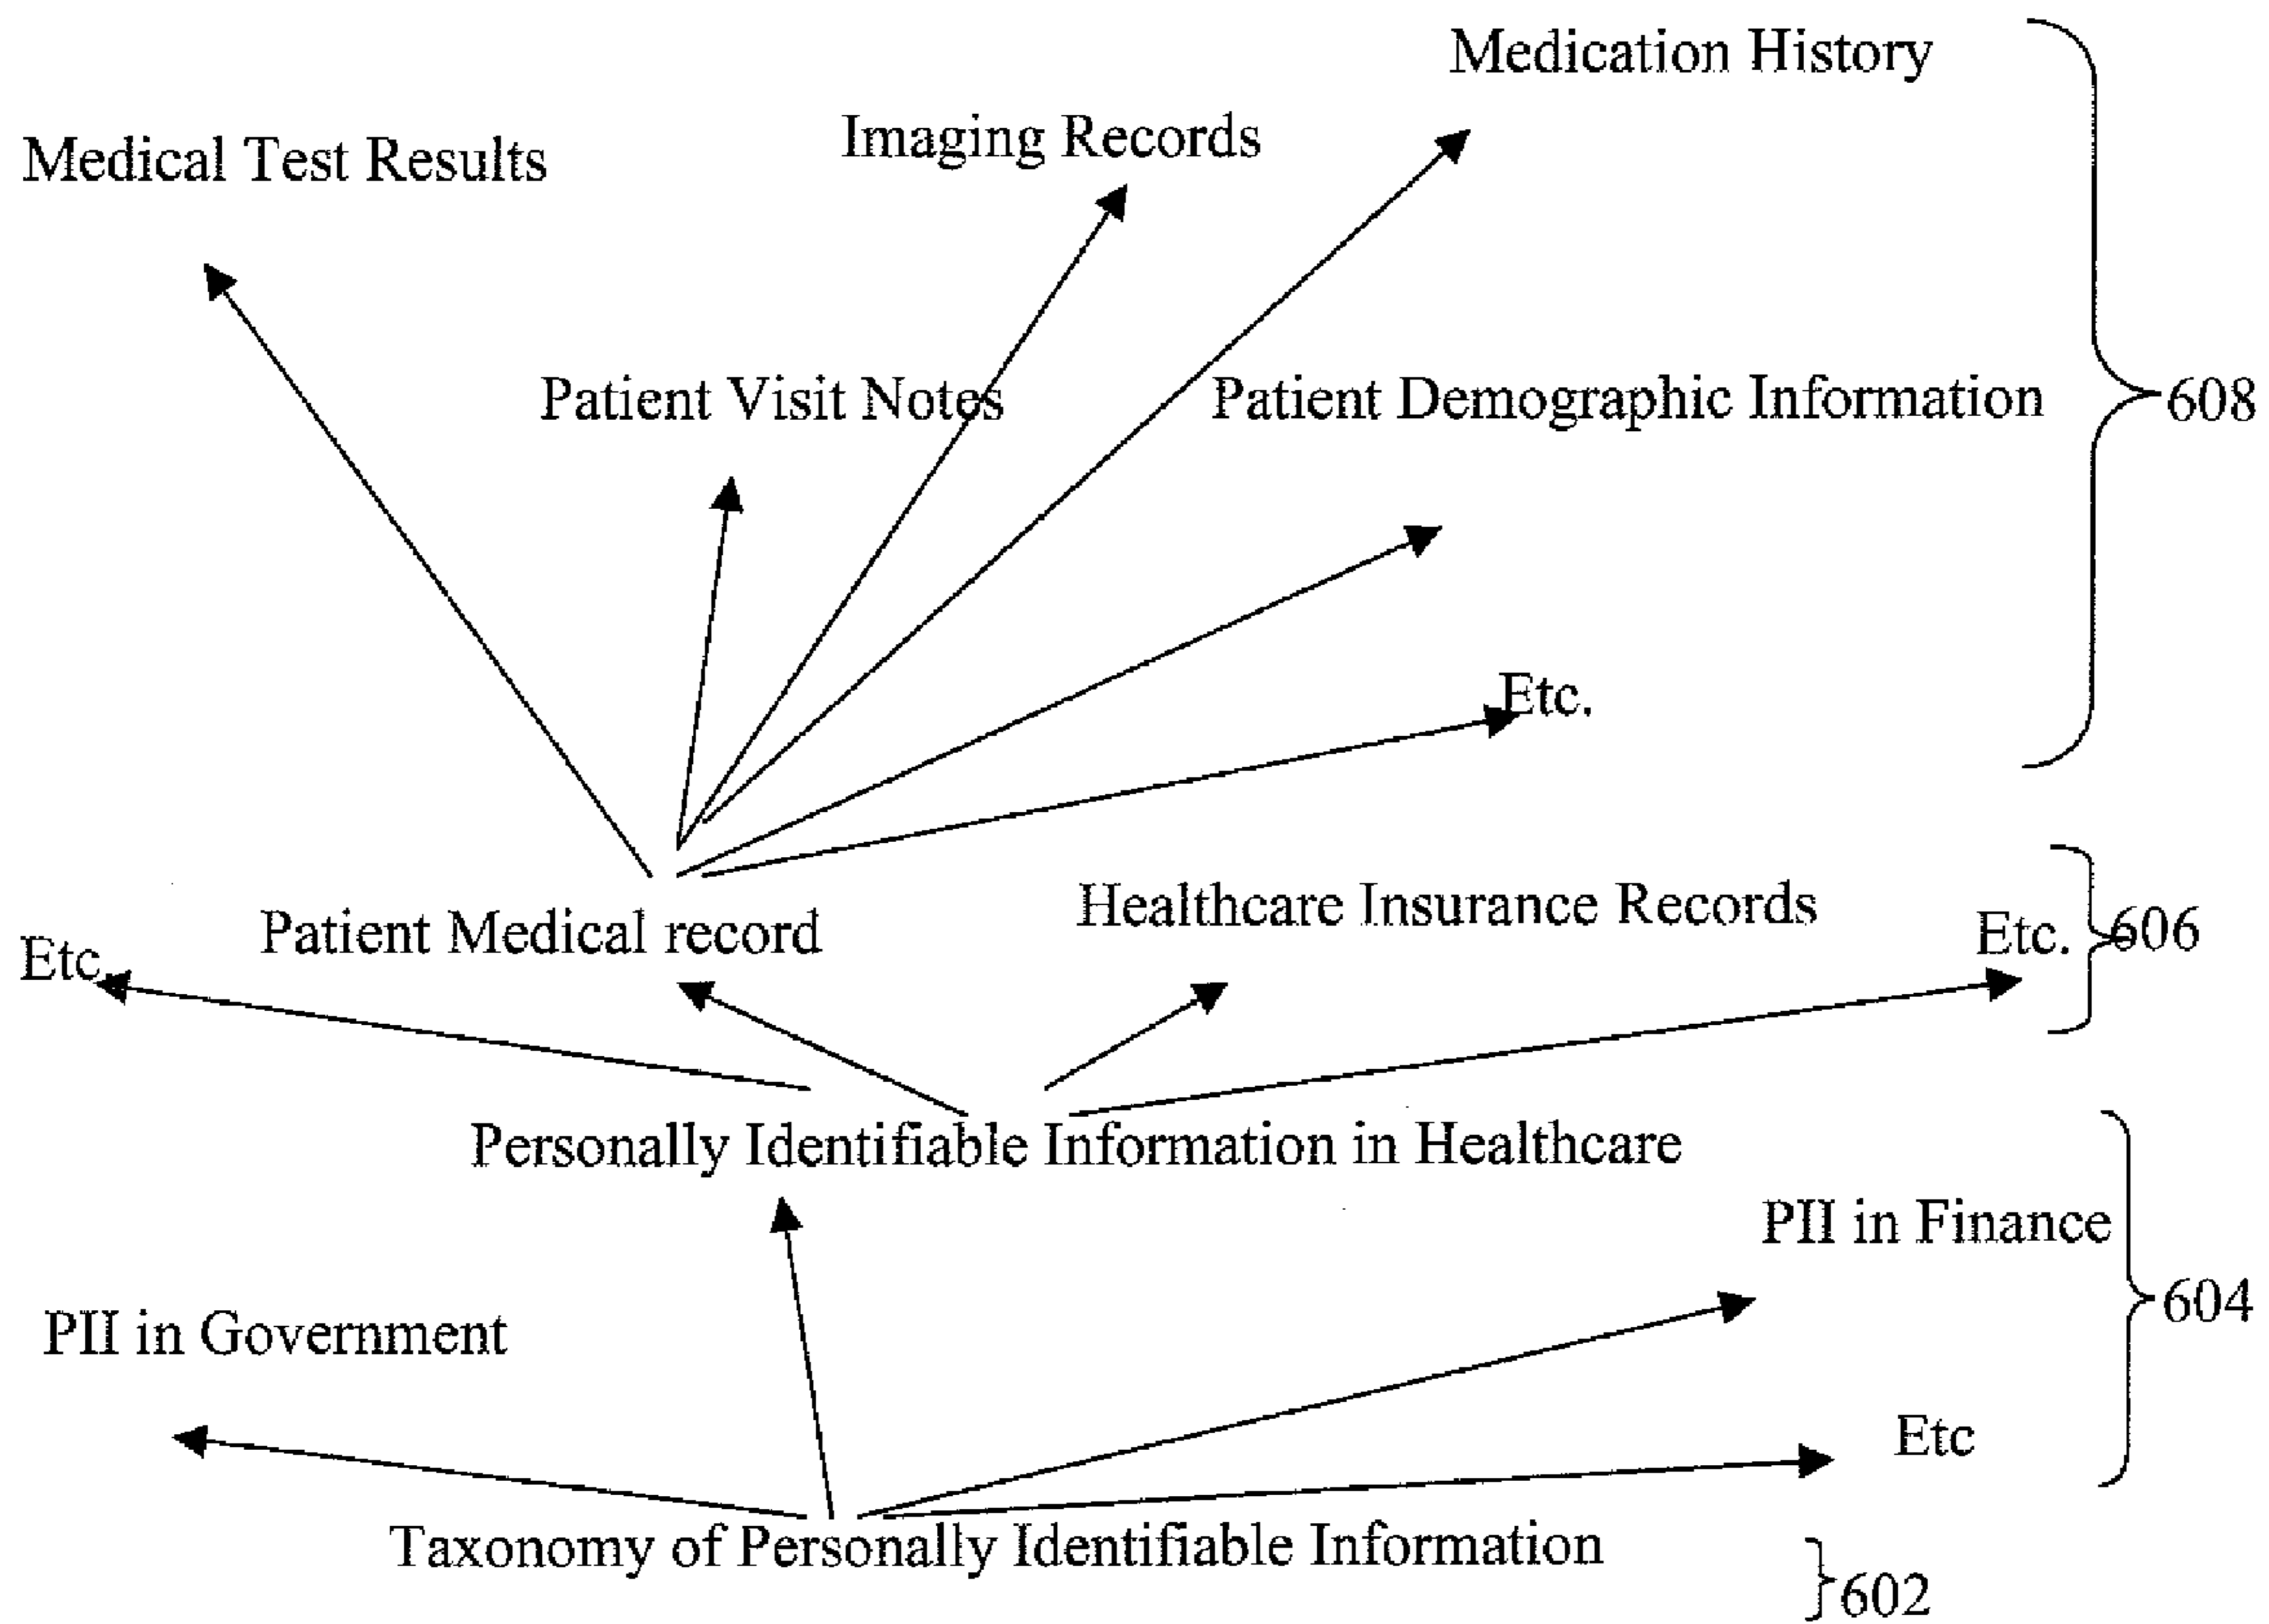 Medication History
Imaging Records
Medical Test Results
Patient Visit Notes
Patient Demographic Information
608
Etc.
Healthcare Insurance Records
Patient Medical record
Etc.
606
Etc.
Personally Identifiable Information in Healthcare
PII in Finance
604
PII in Government
Etc
Taxonomy of Personally Identifiable Information
602